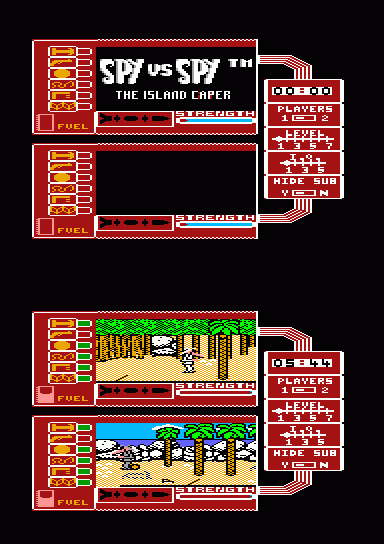 SPY vs SPY ™
THE ISLAND CAPER
STRENGTH
FUEL
00:00
PLAYERS
1 2
LEVEL
1 3 5 7
I.Q.
1 3 5
HIDE SUB
Y N
STRENGTH
FUEL
STRENGTH
FUEL
05:44
PLAYERS
1 2
LEVEL
1 3 5 7
I.Q.
1 3 5
HIDE SUB
Y N
STRENGTH
FUEL